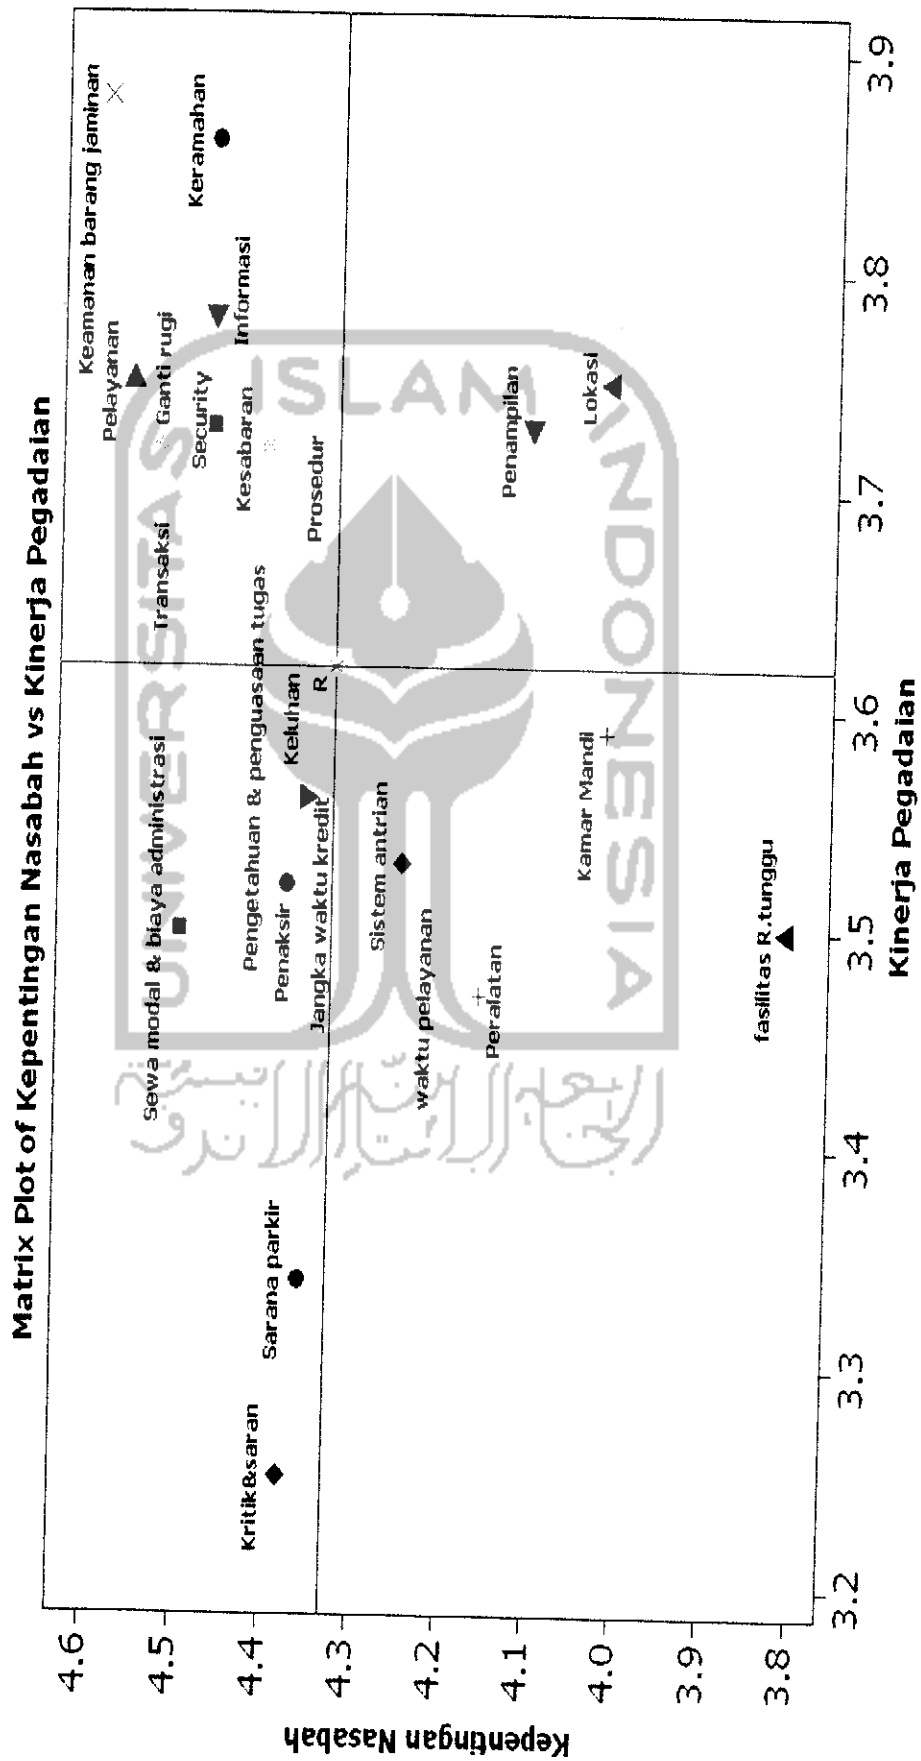 Matrix Plot of Kepentingan Nasabah vs Kinerja Pegadaian
Kepentingan Nasabah
4.6
4.5
4.4
4.3
4.2
4.1
4.0
3.9
3.8
Keamanan barang jaminan
Pelayanan
Ganti rugi
Transaksi
Sewa modal & biaya administrasi
Keramahan
Informasi
Security
Kesabaran
Prosedur
Pengetahuan & penguasaan tugas
Keluhan
R
Penaksir
Jangka waktu kredit
Kritik&saran
Sarana parkir
Sistem antrian
waktu pelayanan
Peralatan
Penampilan
Lokasi
Kamar Mandi
fasilitas R.tunggu
3.2
3.3
3.4
3.5
3.6
3.7
3.8
3.9
Kinerja Pegadaian
UNIVERSITAS
ISLAM
INDONESIA